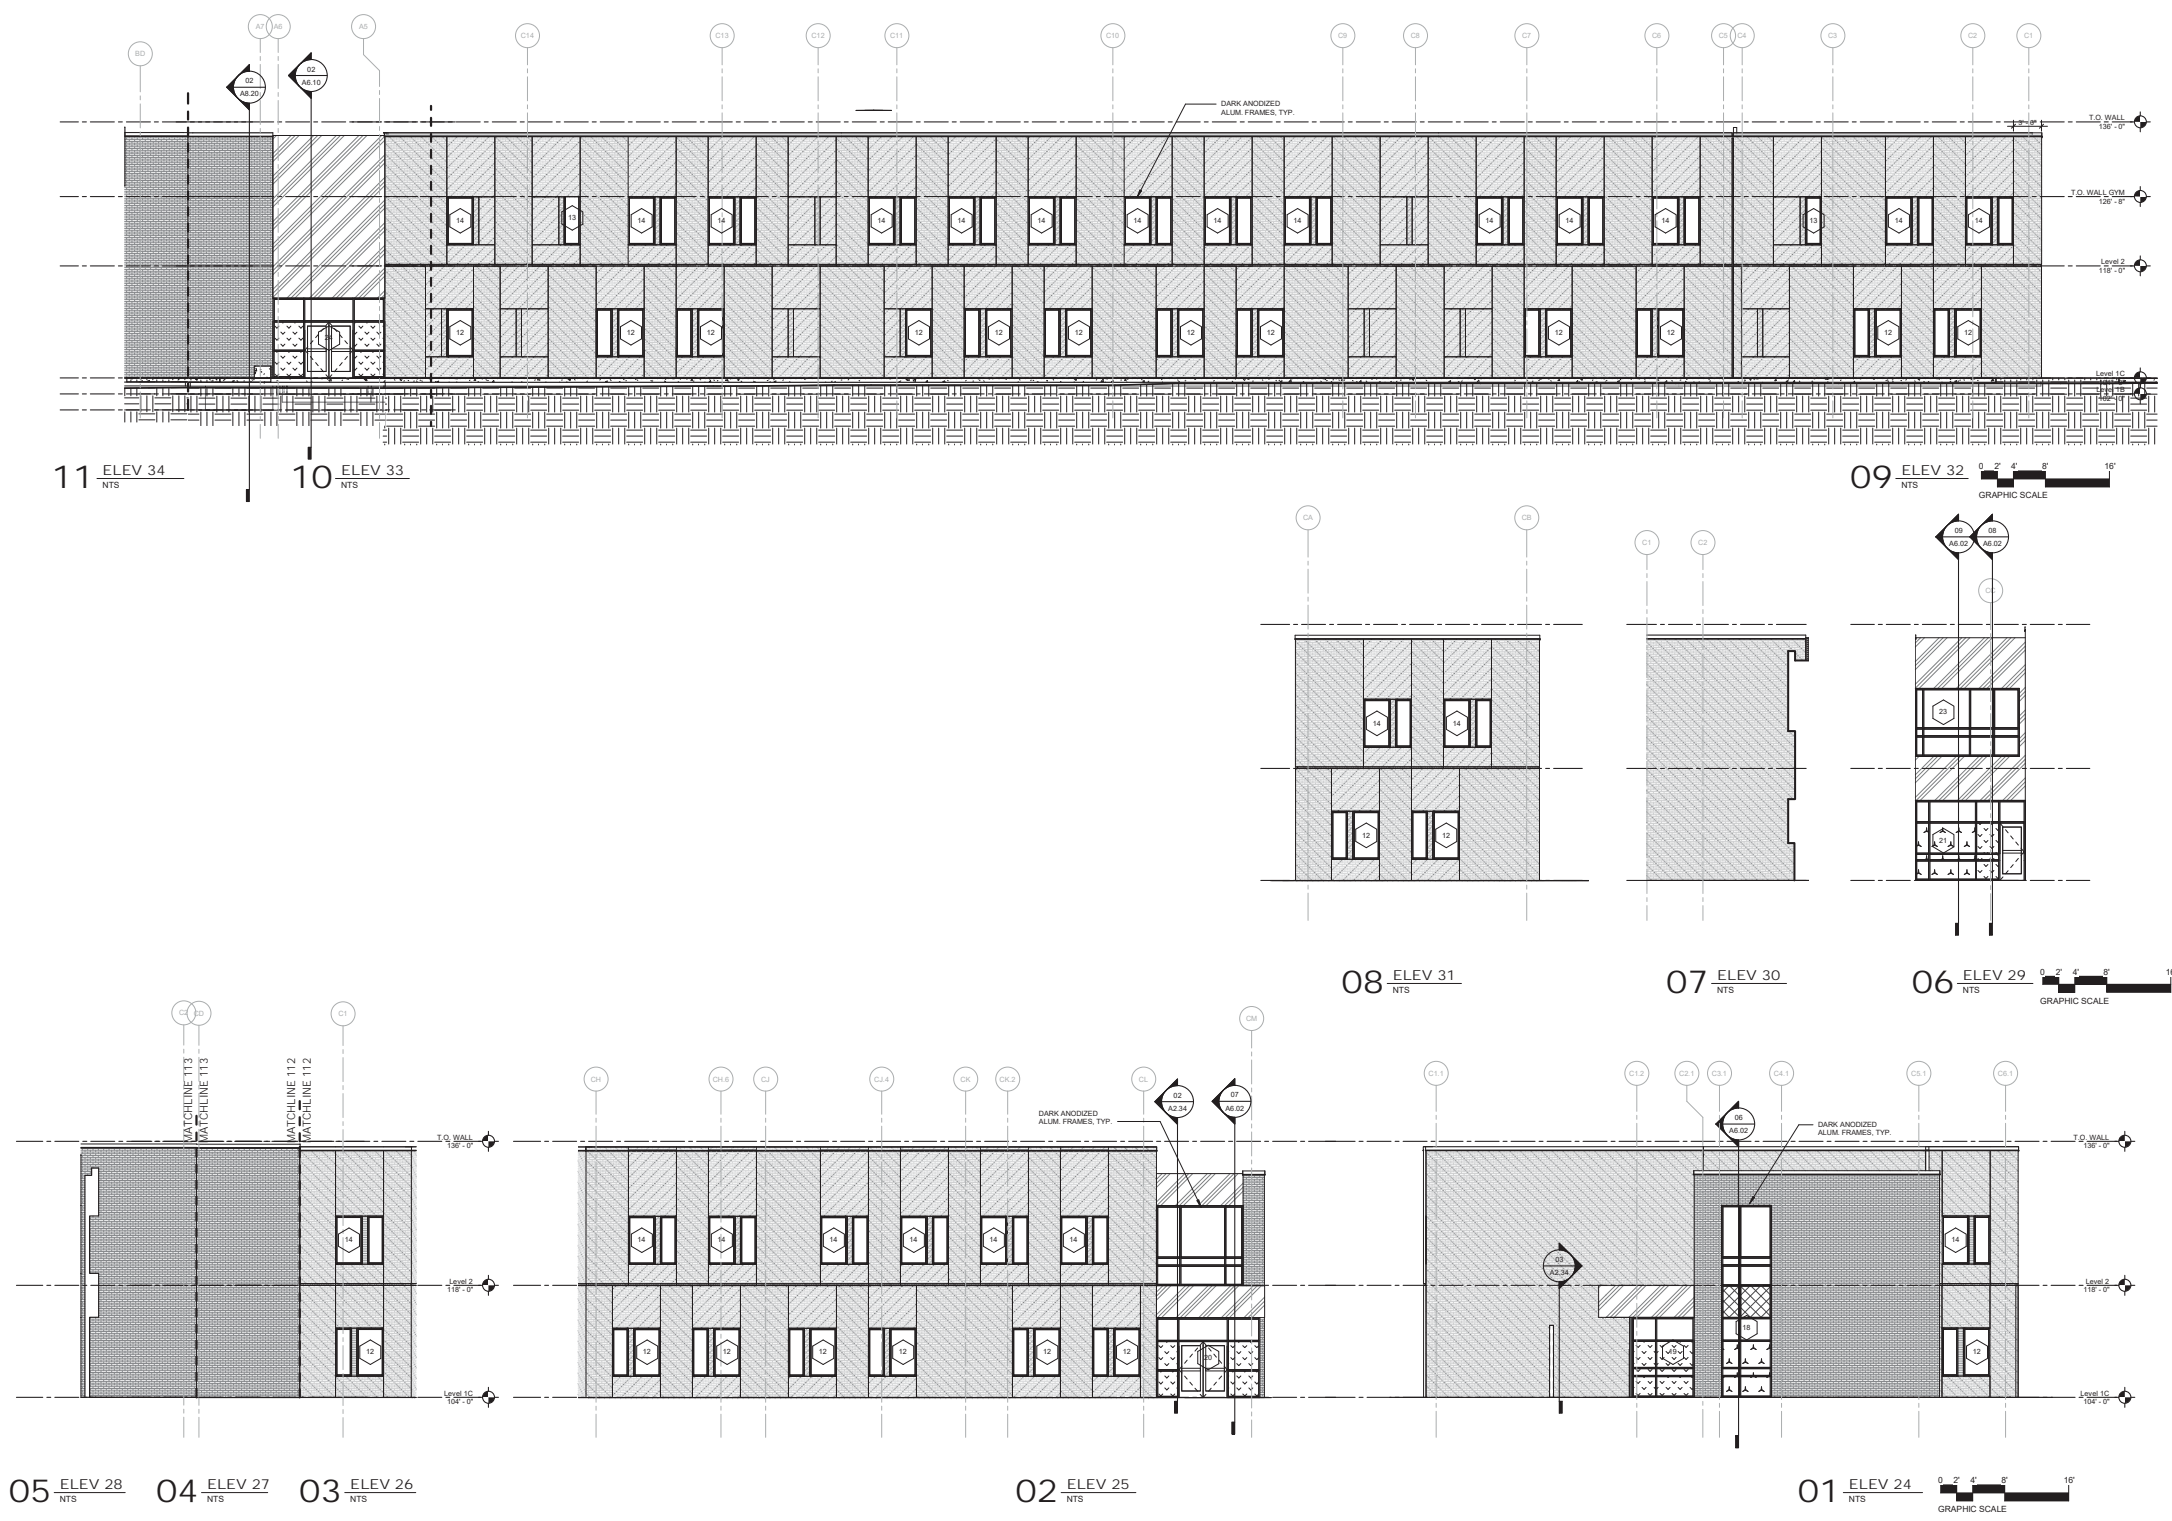 BD
A7
A6
A5
C14
C13
C12
C11
C10
C9
C8
C7
C6
C5
C4
C3
C2
C1
02
A8.20
02
A6.10
DARK ANODIZED
ALUM. FRAMES, TYP.
T.O. WALL
136' - 0"
T.O. WALL GYM
126' - 8"
14
13
14
14
14
14
14
14
14
14
14
14
14
13
14
14
Level 2
118' - 0"
24
12
12
12
12
12
12
12
12
12
12
12
12
Level 1C
Level 1B
102' - 0"
11 ELEV 34
NTS
10 ELEV 33
NTS
09 ELEV 32
NTS
0 2' 4' 8' 16'
GRAPHIC SCALE
CA
CB
C1
C2
09
A6.02
08
A6.02
CC
14
14
12
12
23
21
08 ELEV 31
NTS
07 ELEV 30
NTS
06 ELEV 29
NTS
0 2' 4' 8'
GRAPHIC SCALE
CD
C1
MATCHLINE 113
MATCHLINE 113
MATCHLINE 112
MATCHLINE 112
T.O. WALL
136' - 0"
14
Level 2
118' - 0"
12
Level 1C
104' - 0"
CH
CH.6
CJ
CJ.4
CK
CK.2
CL
CM
DARK ANODIZED
ALUM. FRAMES, TYP.
02
A2.34
07
A6.02
14
14
14
14
14
14
12
12
12
12
12
12
20
C1.1
C1.2
C2.1
C3.1
C4.1
C5.1
C6.1
06
A6.02
DARK ANODIZED
ALUM. FRAMES, TYP.
T.O. WALL
136' - 0"
03
A2.34
14
Level 2
118' - 0"
18
19
12
Level 1C
104' - 0"
05 ELEV 28
NTS
04 ELEV 27
NTS
03 ELEV 26
NTS
02 ELEV 25
NTS
01 ELEV 24
NTS
0 2' 4' 8' 16'
GRAPHIC SCALE